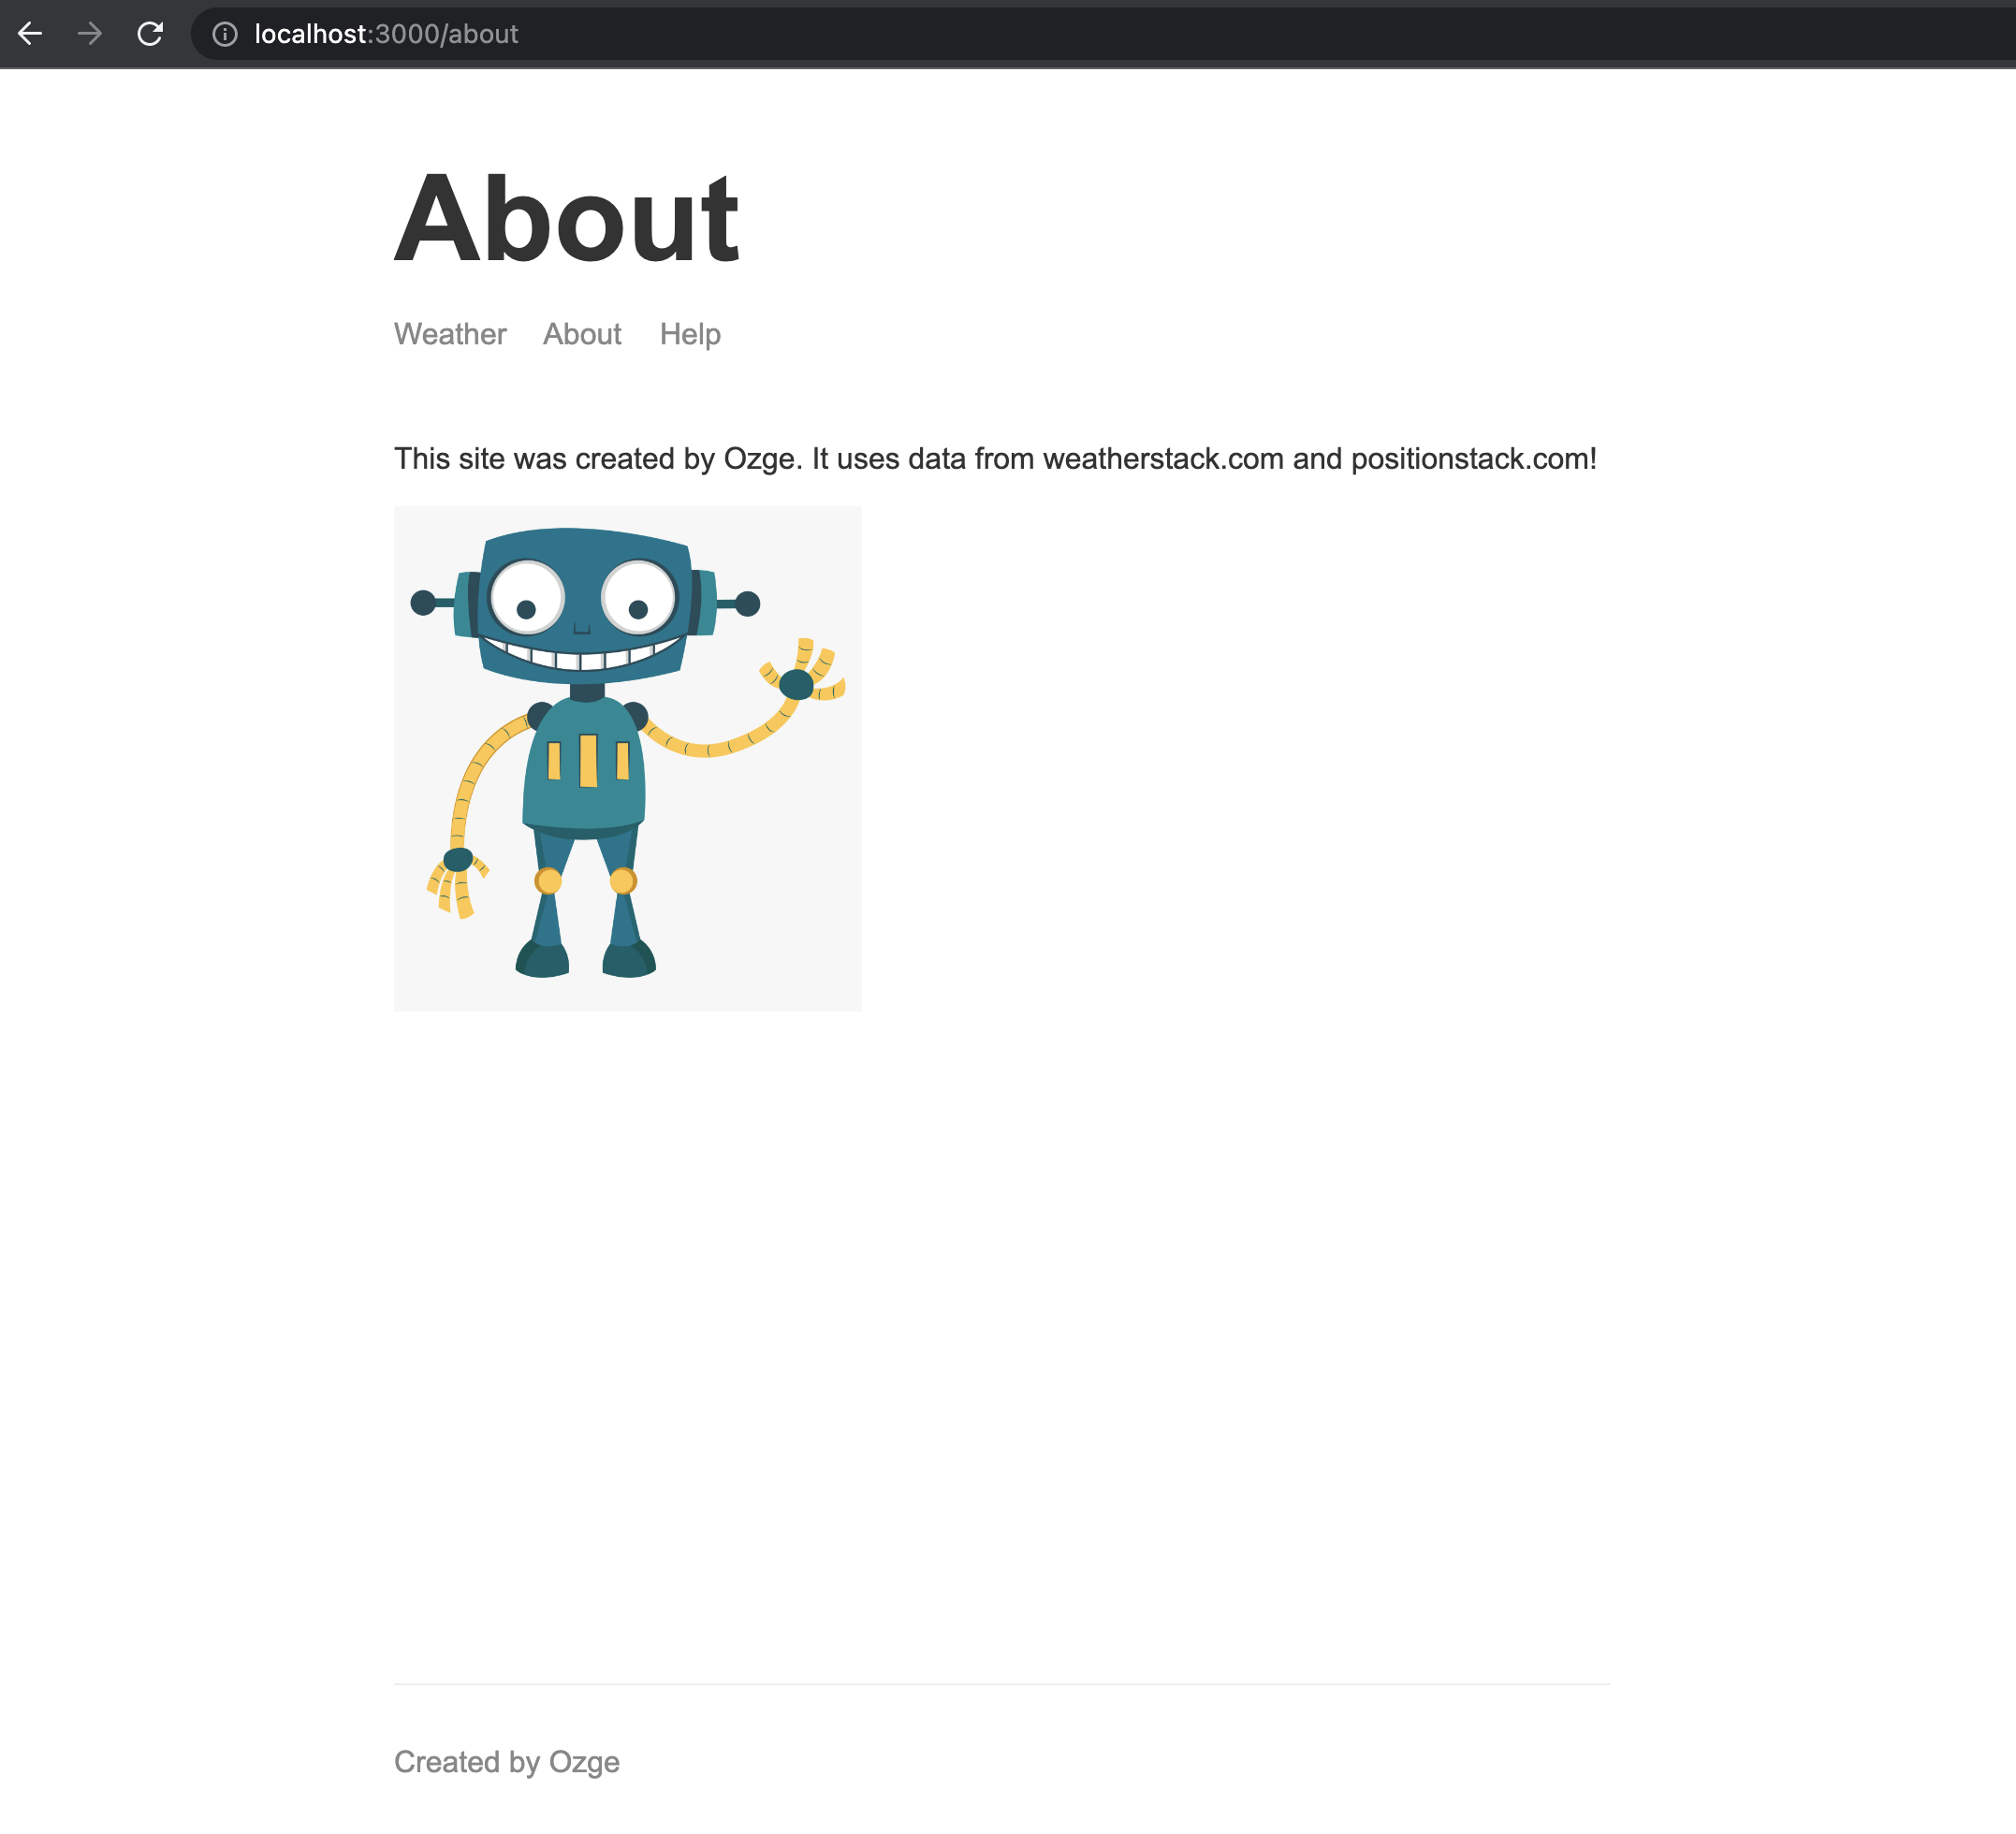 localhost:3000/about
About
Weather About Help
This site was created by Ozge. It uses data from weatherstack.com and positionstack.com!
Created by Ozge